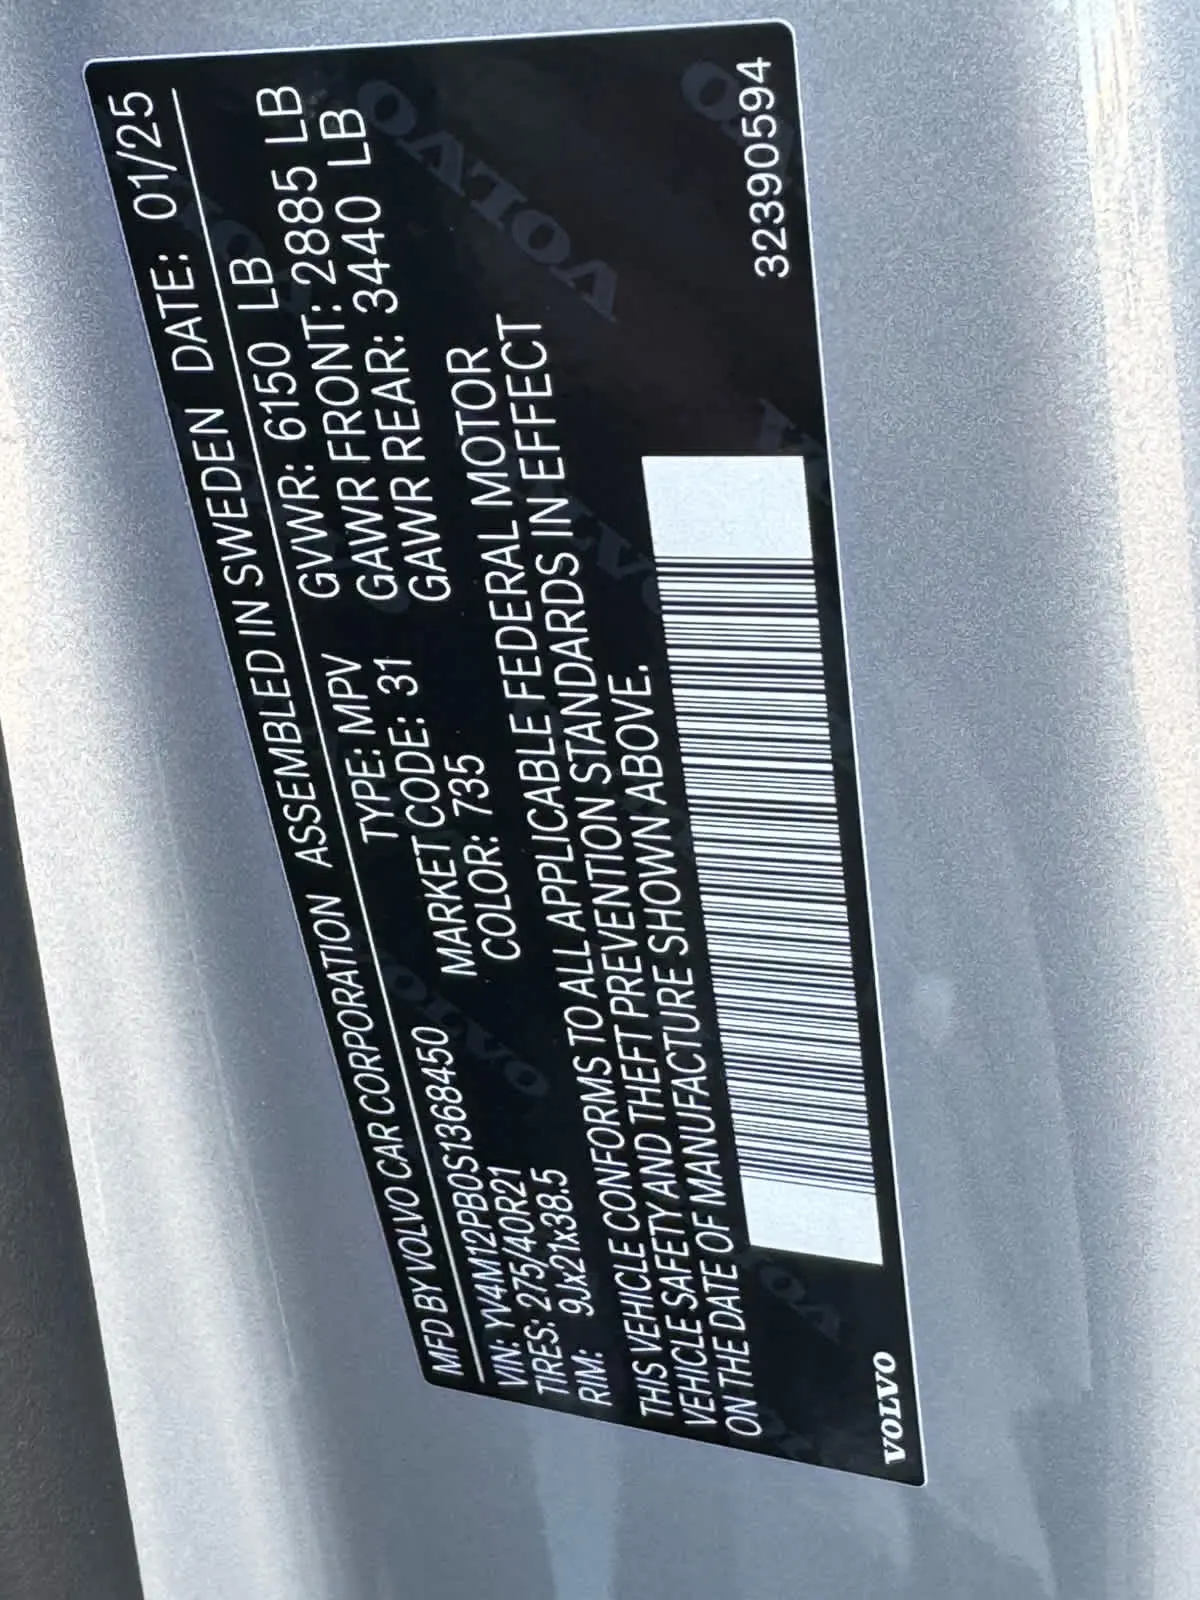 MFD BY VOLVO CAR CORPORATION ASSEMBLED IN SWEDEN DATE: 01/25
VIN: YV4M12PB0S1368450 TYPE: MPV GVWR: 6150 LB
TIRES: 275/40R21 MARKET CODE: 31 GAWR FRONT: 2885 LB
RIM: 9Jx21x38.5 COLOR: 735 GAWR REAR: 3440 LB
THIS VEHICLE CONFORMS TO ALL APPLICABLE FEDERAL MOTOR
VEHICLE SAFETY AND THEFT PREVENTION STANDARDS IN EFFECT
ON THE DATE OF MANUFACTURE SHOWN ABOVE.
VOLVO 32390594